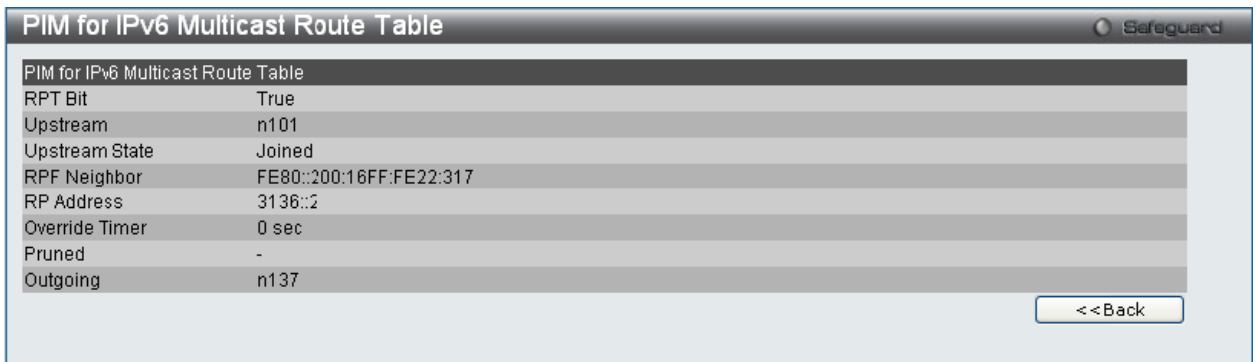 PIM for IPv6 Multicast Route Table
Safeguard
PIM for IPv6 Multicast Route Table
RPT Bit True
Upstream n101
Upstream State Joined
RPF Neighbor FE80::200:16FF:FE22:317
RP Address 3136::2
Override Timer 0 sec
Pruned -
Outgoing n137
<<Back